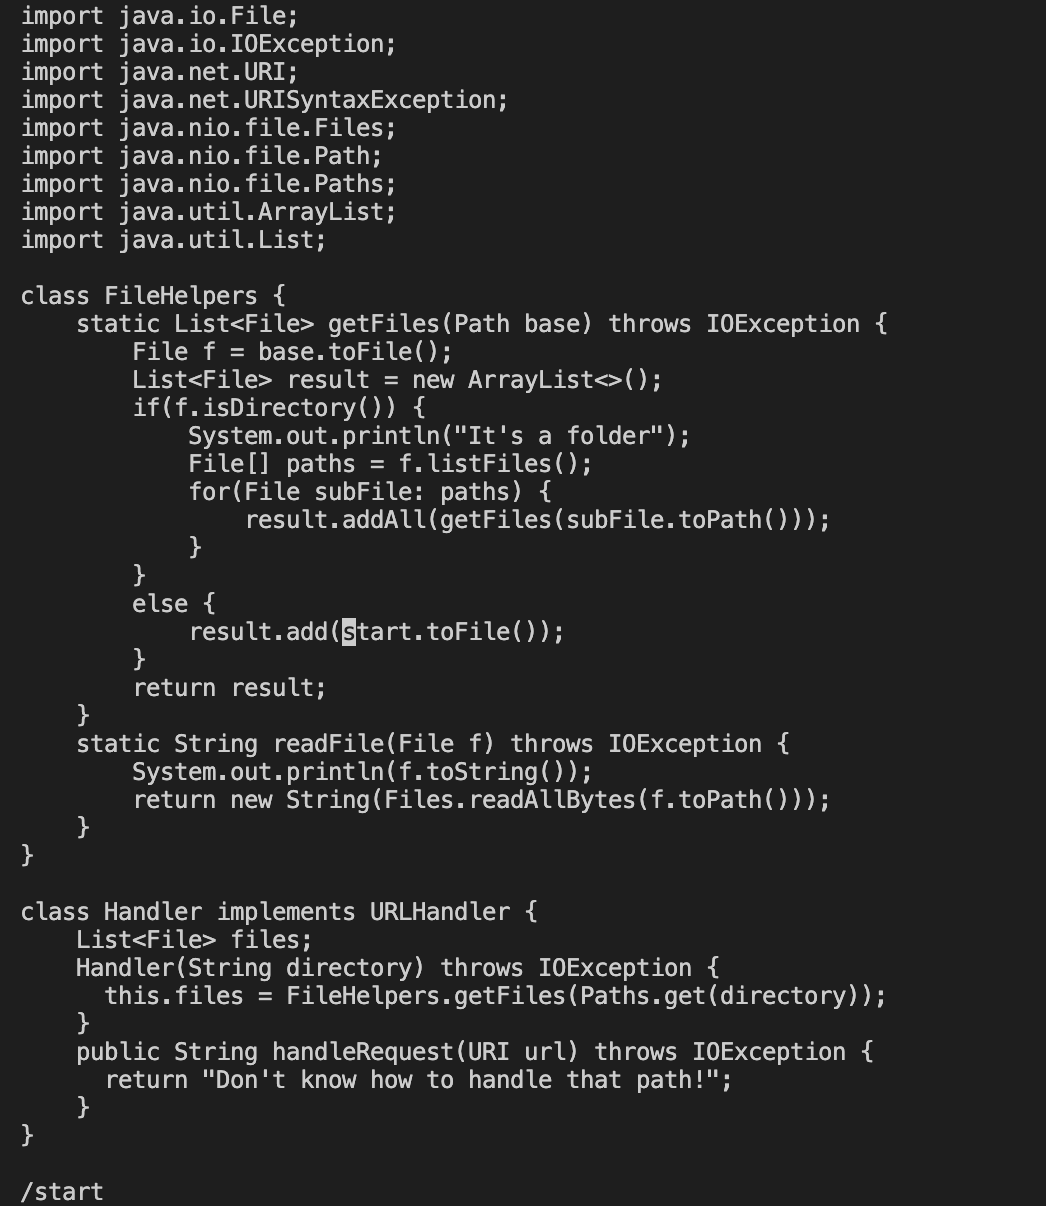 import java.io.File;
import java.io.IOException;
import java.net.URI;
import java.net.URISyntaxException;
import java.nio.file.Files;
import java.nio.file.Path;
import java.nio.file.Paths;
import java.util.ArrayList;
import java.util.List;

class FileHelpers {
    static List<File> getFiles(Path base) throws IOException {
        File f = base.toFile();
        List<File> result = new ArrayList<>();
        if(f.isDirectory()) {
            System.out.println("It's a folder");
            File[] paths = f.listFiles();
            for(File subFile: paths) {
                result.addAll(getFiles(subFile.toPath()));
            }
        }
        else {
            result.add(start.toFile());
        }
        return result;
    }
    static String readFile(File f) throws IOException {
        System.out.println(f.toString());
        return new String(Files.readAllBytes(f.toPath()));
    }
}

class Handler implements URLHandler {
    List<File> files;
    Handler(String directory) throws IOException {
      this.files = FileHelpers.getFiles(Paths.get(directory));
    }
    public String handleRequest(URI url) throws IOException {
      return "Don't know how to handle that path!";
    }
}

/start